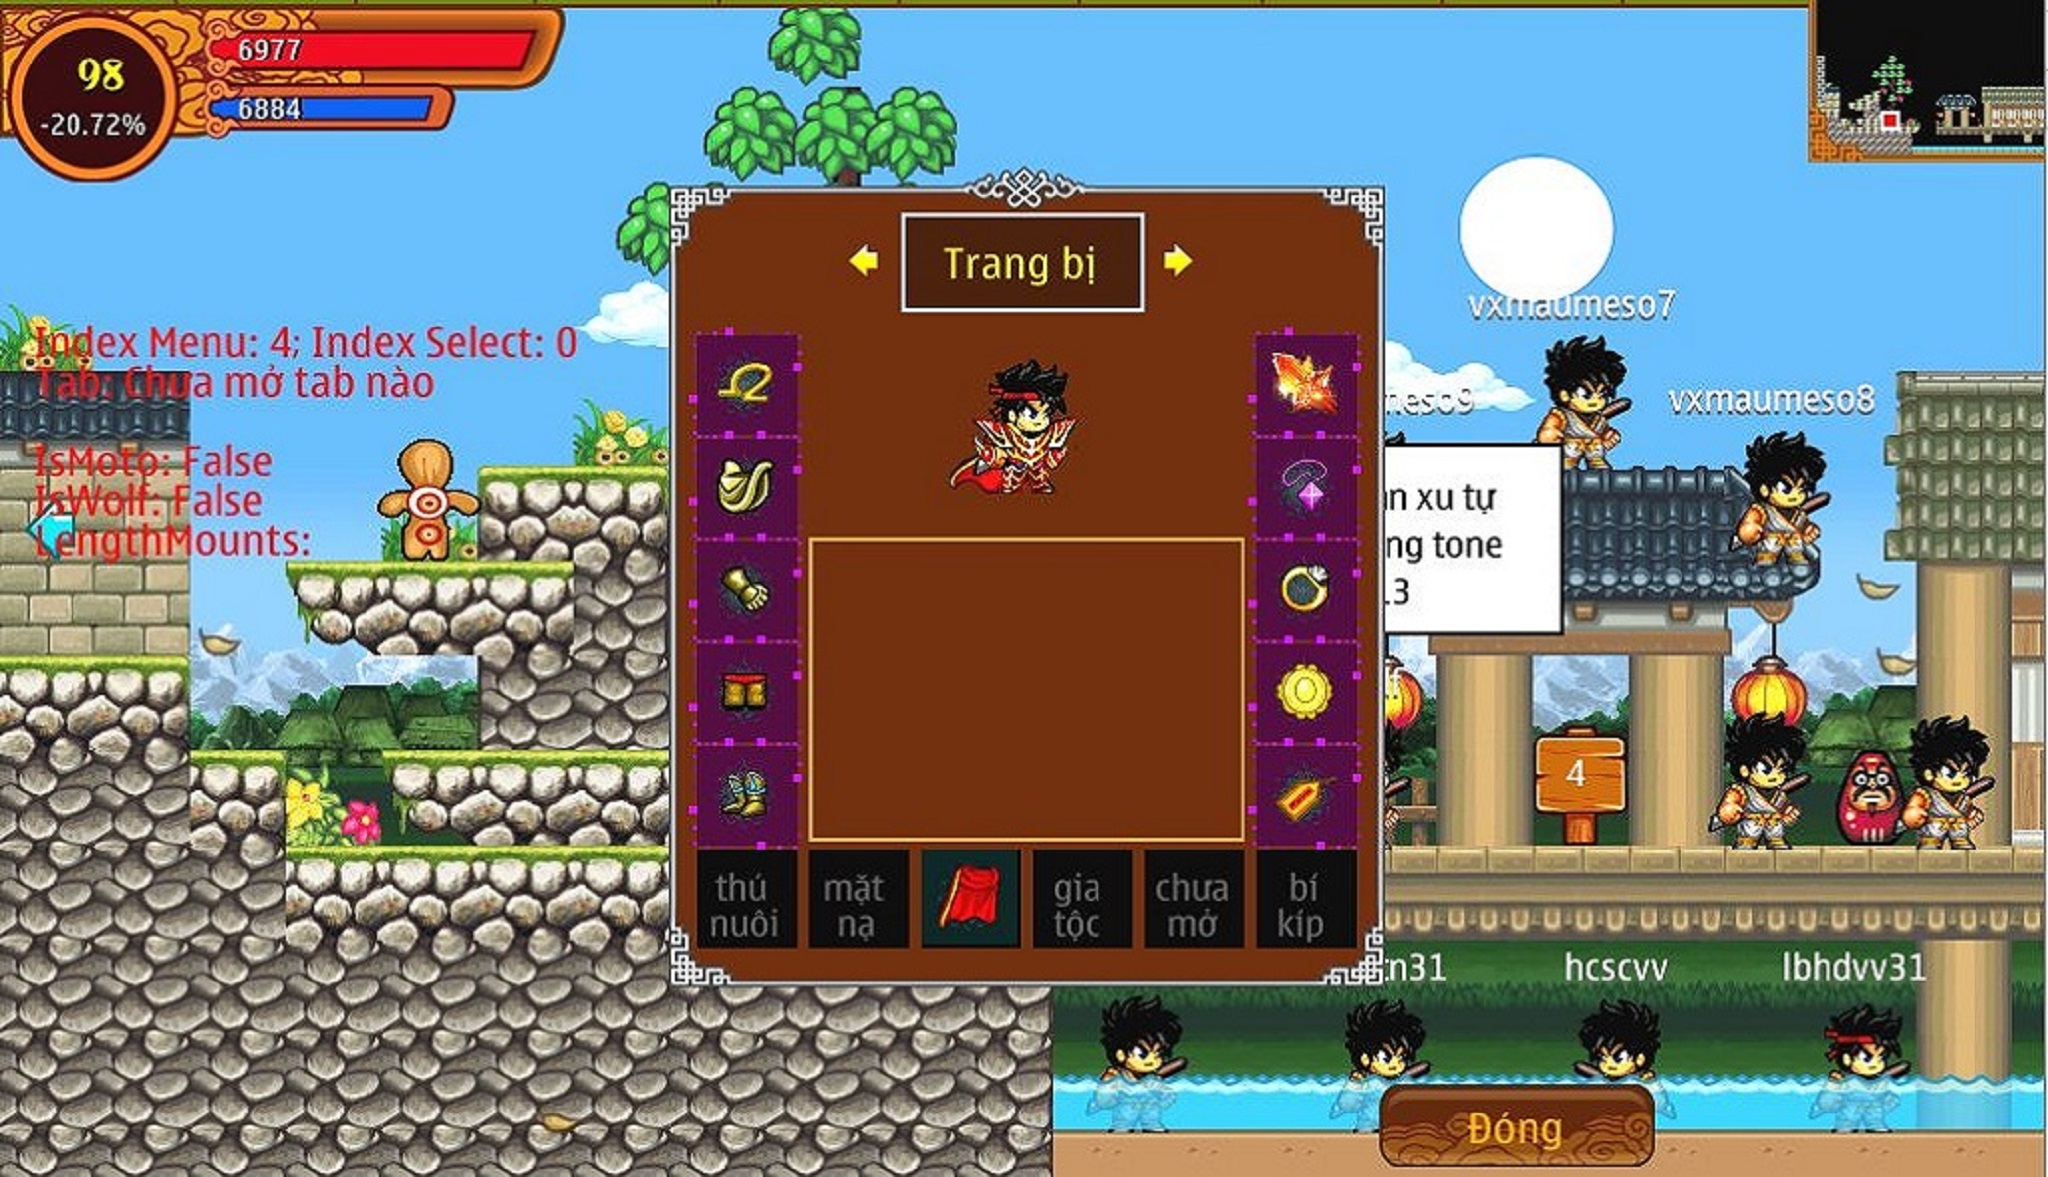 98
-20.72%
6977
6884
Index Menu: 4; Index Select: 0
Tab: Chưa mở tab nào
IsMoto: False
IsWolf: False
LengthMounts:
Trang bị
thú
nuôi
mặt
nạ
gia
tộc
chưa
mở
bí
kíp
vxmaumeso7
meso9
vxmaumeso8
xu tự
tone
4
hcscvv
lbhdvv31
Đóng